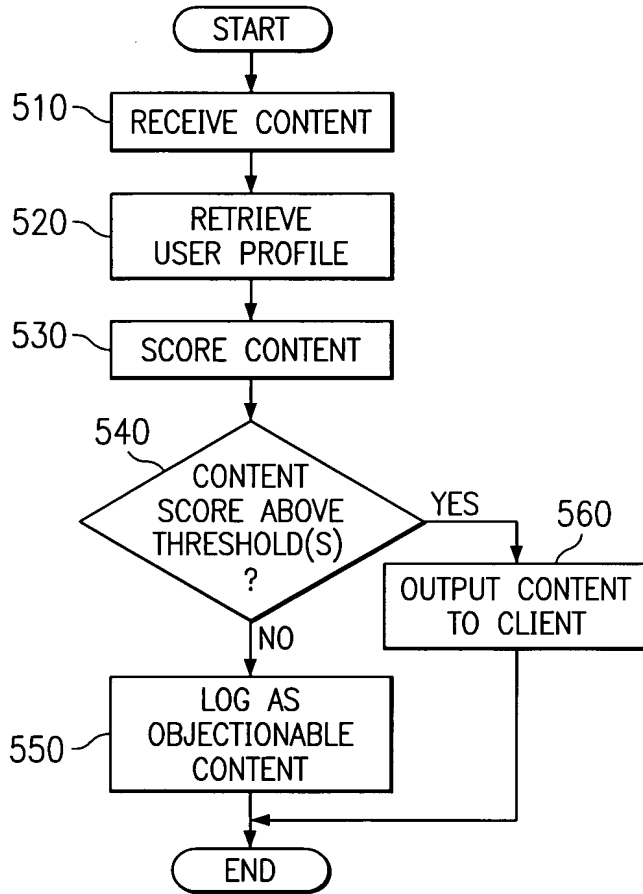 START
510
RECEIVE CONTENT
520
RETRIEVE
USER PROFILE
530
SCORE CONTENT
540
CONTENT
SCORE ABOVE
THRESHOLD(S)
?
YES
560
OUTPUT CONTENT
TO CLIENT
NO
550
LOG AS
OBJECTIONABLE
CONTENT
END